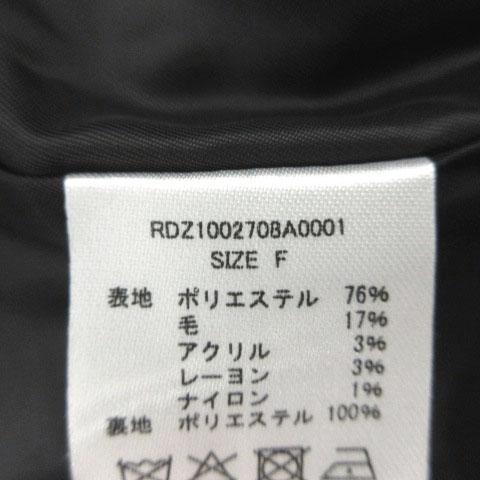 RDZ1002708A0001
SIZE F
表地 ポリエステル 76%
毛 17%
アクリル 3%
レーヨン 3%
ナイロン 1%
裏地 ポリエステル 100%